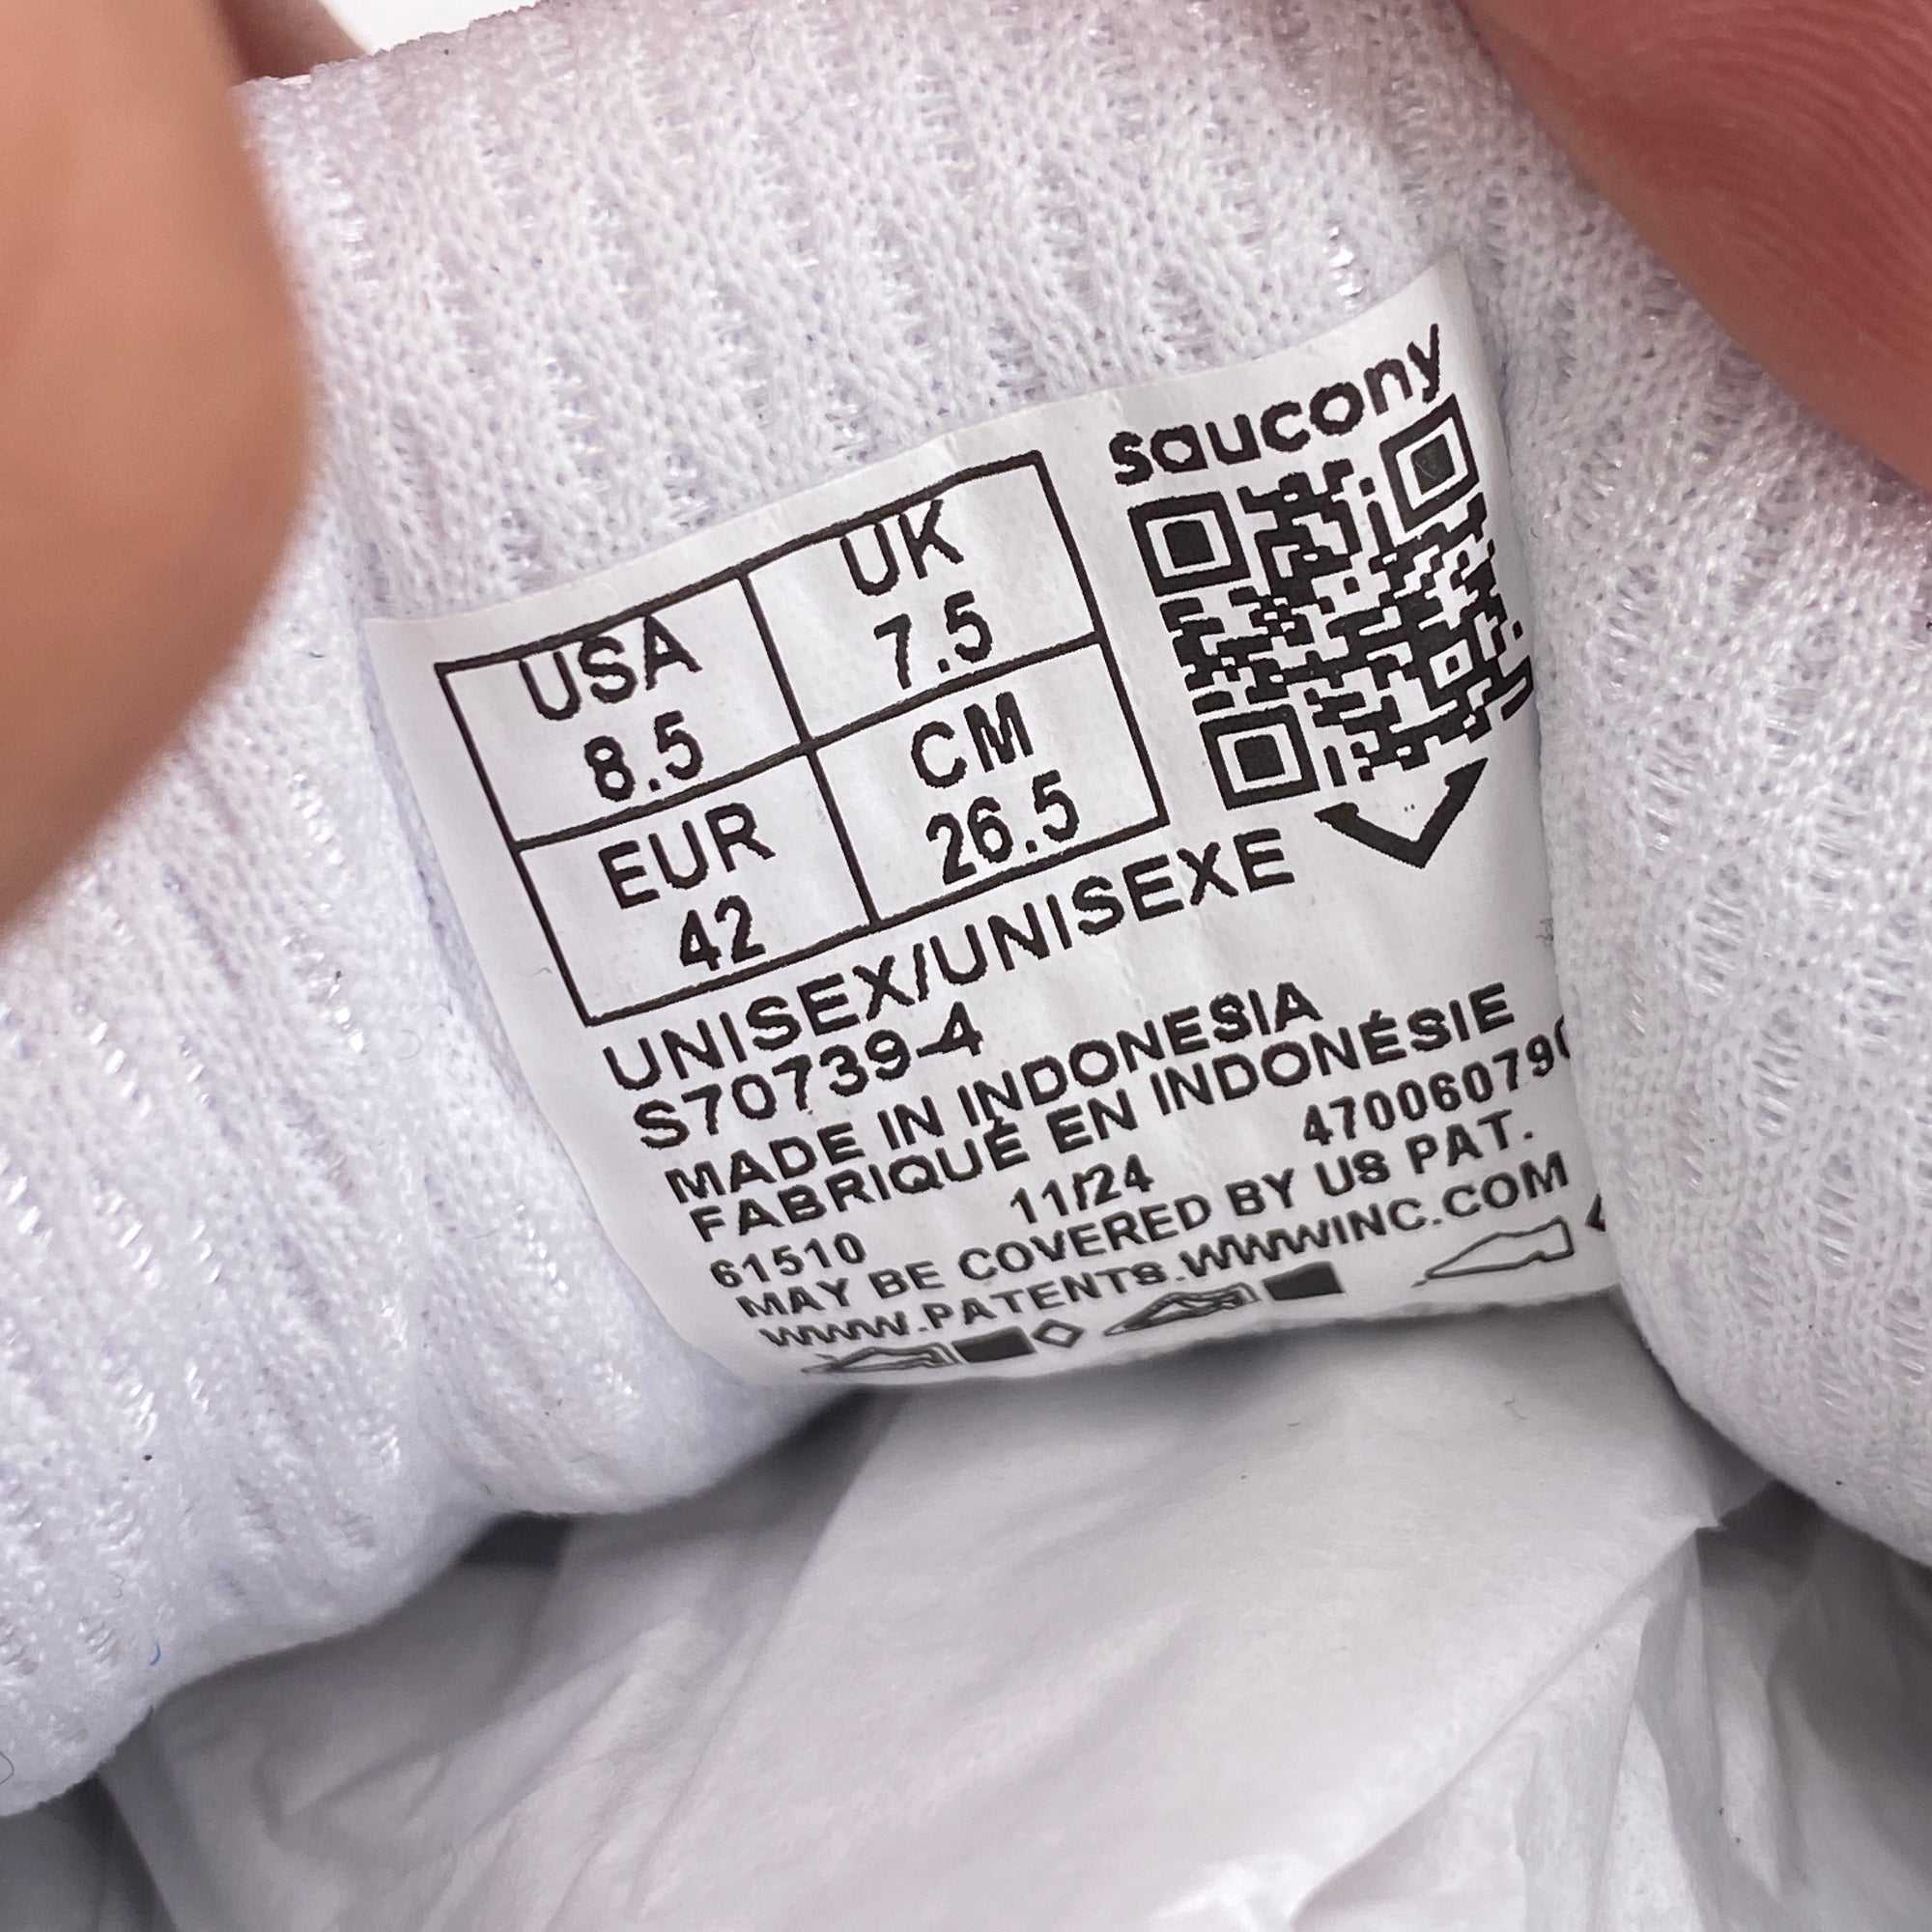 saucony
USA UK
8.5 7.5
EUR CM
42 26.5
UNISEX/UNISEXE
S70739-4
MADE IN INDONESIA
FABRIQUÉ EN INDONÉSIE
61510 11/24
MAY BE COVERED BY US PAT.
WWW.PATENTS.WWWINC.COM